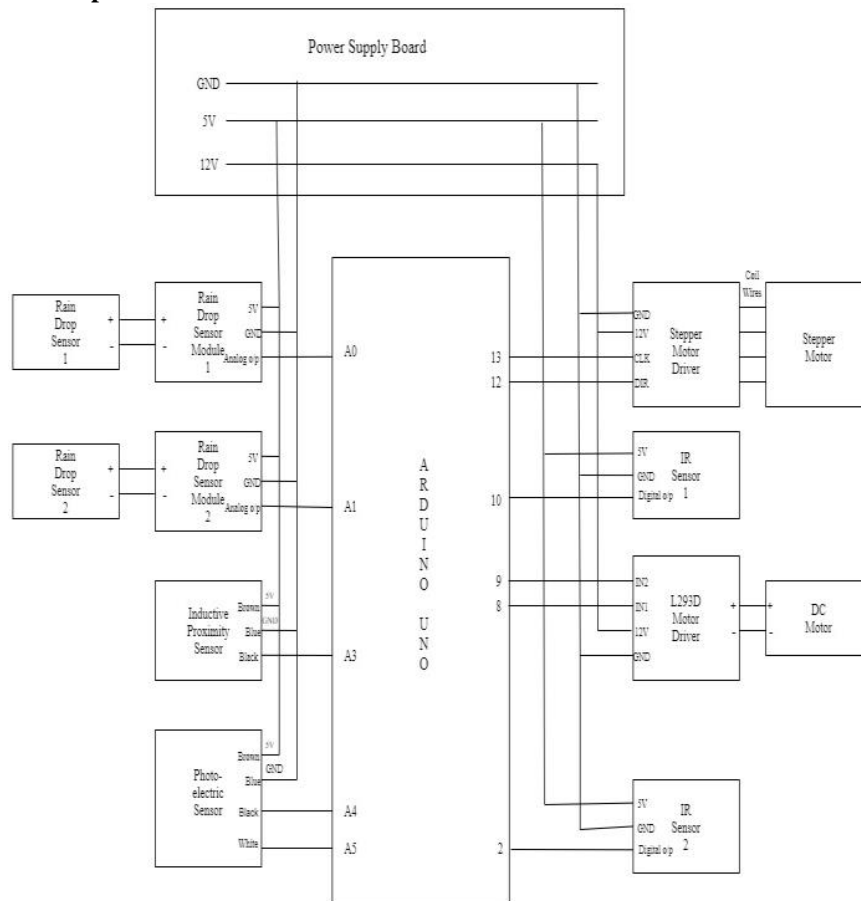 Power Supply Board
GND
5V
12V
Rain
Drop
Sensor
1
+
-
+
-
Rain
Drop
Sensor
Module
1
5V
GND
Analog o/p
A0
Rain
Drop
Sensor
2
+
-
+
-
Rain
Drop
Sensor
Module
2
5V
GND
Analog o/p
A1
Inductive
Proximity
Sensor
Brown
5V
GND
Blue
Black
A3
Photo-
electric
Sensor
Brown
5V
GND
Blue
Black
A4
White
A5
ARDUINO UNO
13
12
10
9
8
2
GND
12V
CLK
DIR
Stepper
Motor
Driver
Coil
Wires
Stepper
Motor
5V
GND
Digital o/p
IR
Sensor
1
IN2
IN1
12V
GND
L293D
Motor
Driver
+
-
+
-
DC
Motor
5V
GND
Digital o/p
IR
Sensor
2